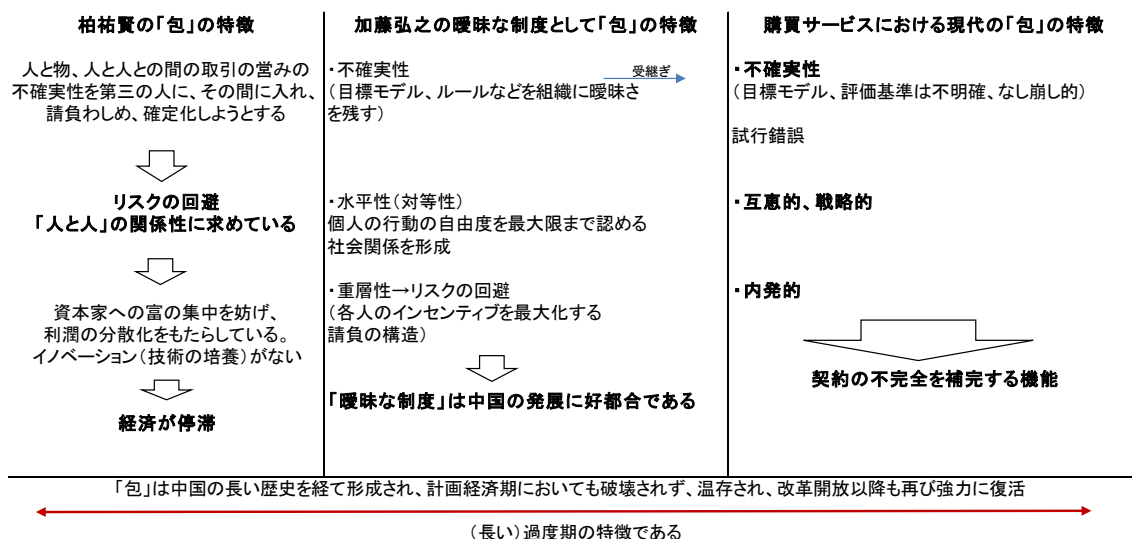 柏祐賢の「包」の特徴
人と物、人と人との間の取引の営みの
不確実性を第三の人に、その間に入れ、
請負わしめ、確定化しようとする
リスクの回避
「人と人」の関係性に求めている
資本家への富の集中を妨げ、
利潤の分散化をもたらしている。
イノベーション(技術の培養)がない
経済が停滞
加藤弘之の曖昧な制度として「包」の特徴
・不確実性
(目標モデル、ルールなどを組織に曖昧さ
を残す)
受継ぎ
・水平性(対等性)
個人の行動の自由度を最大限まで認める
社会関係を形成
・重層性→リスクの回避
(各人のインセンティブを最大化する
請負の構造)
「曖昧な制度」は中国の発展に好都合である
購買サービスにおける現代の「包」の特徴
・不確実性
(目標モデル、評価基準は不明確、なし崩し的)
試行錯誤
・互恵的、戦略的
・内発的
契約の不完全を補完する機能
「包」は中国の長い歴史を経て形成され、計画経済期においても破壊されず、温存され、改革開放以降も再び強力に復活
(長い)過度期の特徴である